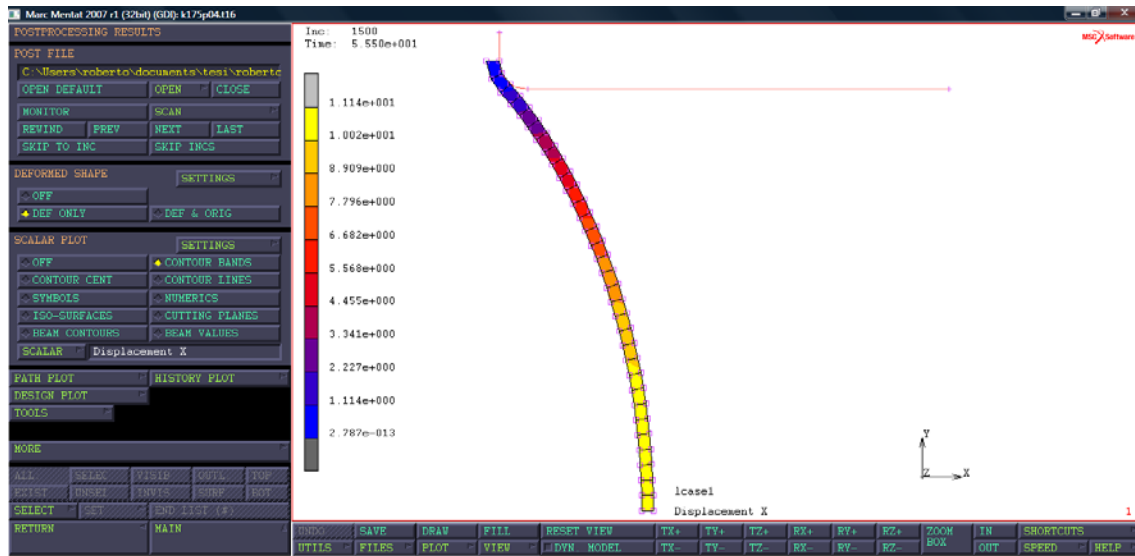 Marc Mentat 2007 r1 (32bit) (GDI): k175p04.t16
POSTPROCESSING RESULTS
POST FILE
C:\Users\roberto\documents\tesi\roberto
OPEN DEFAULT OPEN CLOSE
MONITOR SCAN
REWIND PREV NEXT LAST
SKIP TO INC SKIP INCS
DEFORMED SHAPE SETTINGS
OFF
DEF ONLY DEF & ORIG
SCALAR PLOT SETTINGS
OFF CONTOUR BANDS
CONTOUR CENT CONTOUR LINES
SYMBOLS NUMERICS
ISO-SURFACES CUTTING PLANES
BEAM CONTOURS BEAM VALUES
SCALAR Displacement X
PATH PLOT HISTORY PLOT
DESIGN PLOT
TOOLS
MORE
ALL SELEC VISIB OUTL TOP
EXIST UNSEL INVIS SURF BOT
SELECT SET END LIST (#)
RETURN MAIN
Inc: 1500
Time: 5.550e+001
MSC Software
1.114e+001
1.002e+001
8.909e+000
7.796e+000
6.682e+000
5.568e+000
4.455e+000
3.341e+000
2.227e+000
1.114e+000
2.787e-013
Y
Z X
lcase1
Displacement X
1
UNDO SAVE DRAW FILL RESET VIEW TX+ TY+ TZ+ RX+ RY+ RZ+ ZOOM BOX IN SHORTCUTS
UTILS FILES PLOT VIEW DYN. MODEL TX- TY- TZ- RX- RY- RZ- OUT SPEED HELP